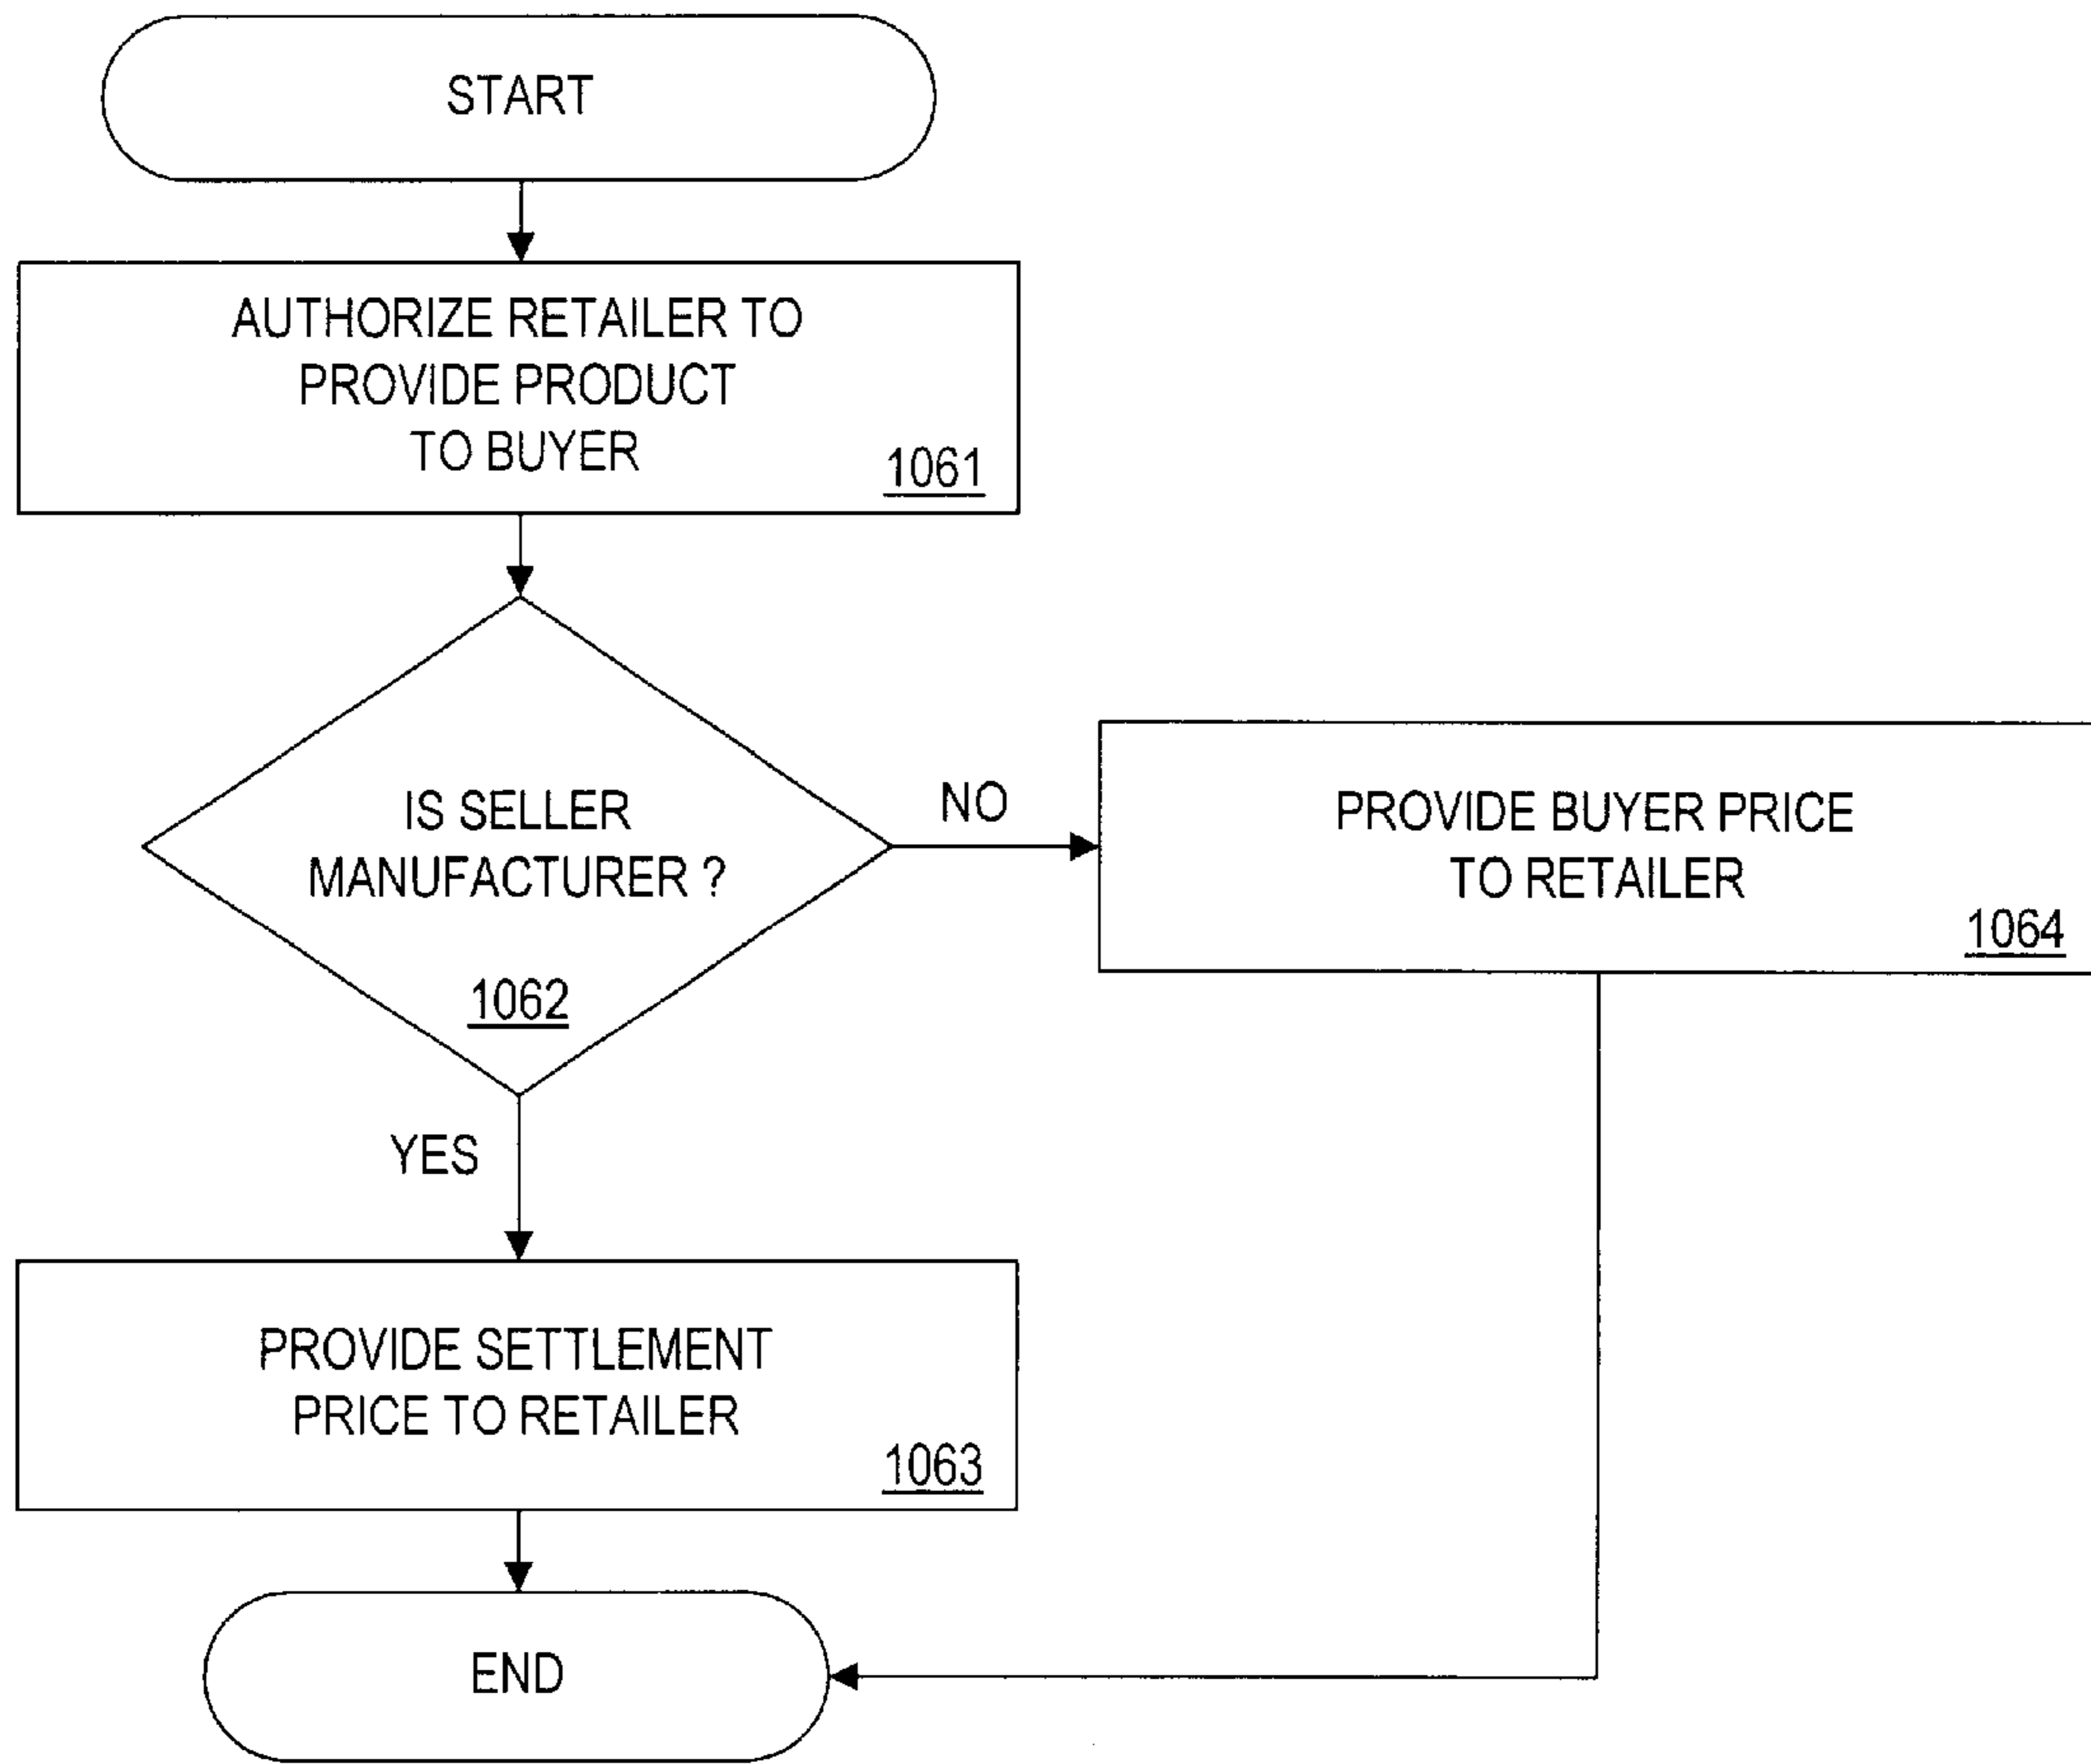 START
AUTHORIZE RETAILER TO
PROVIDE PRODUCT
TO BUYER
1061
IS SELLER
MANUFACTURER ?
1062
NO
PROVIDE BUYER PRICE
TO RETAILER
1064
YES
PROVIDE SETTLEMENT
PRICE TO RETAILER
1063
END